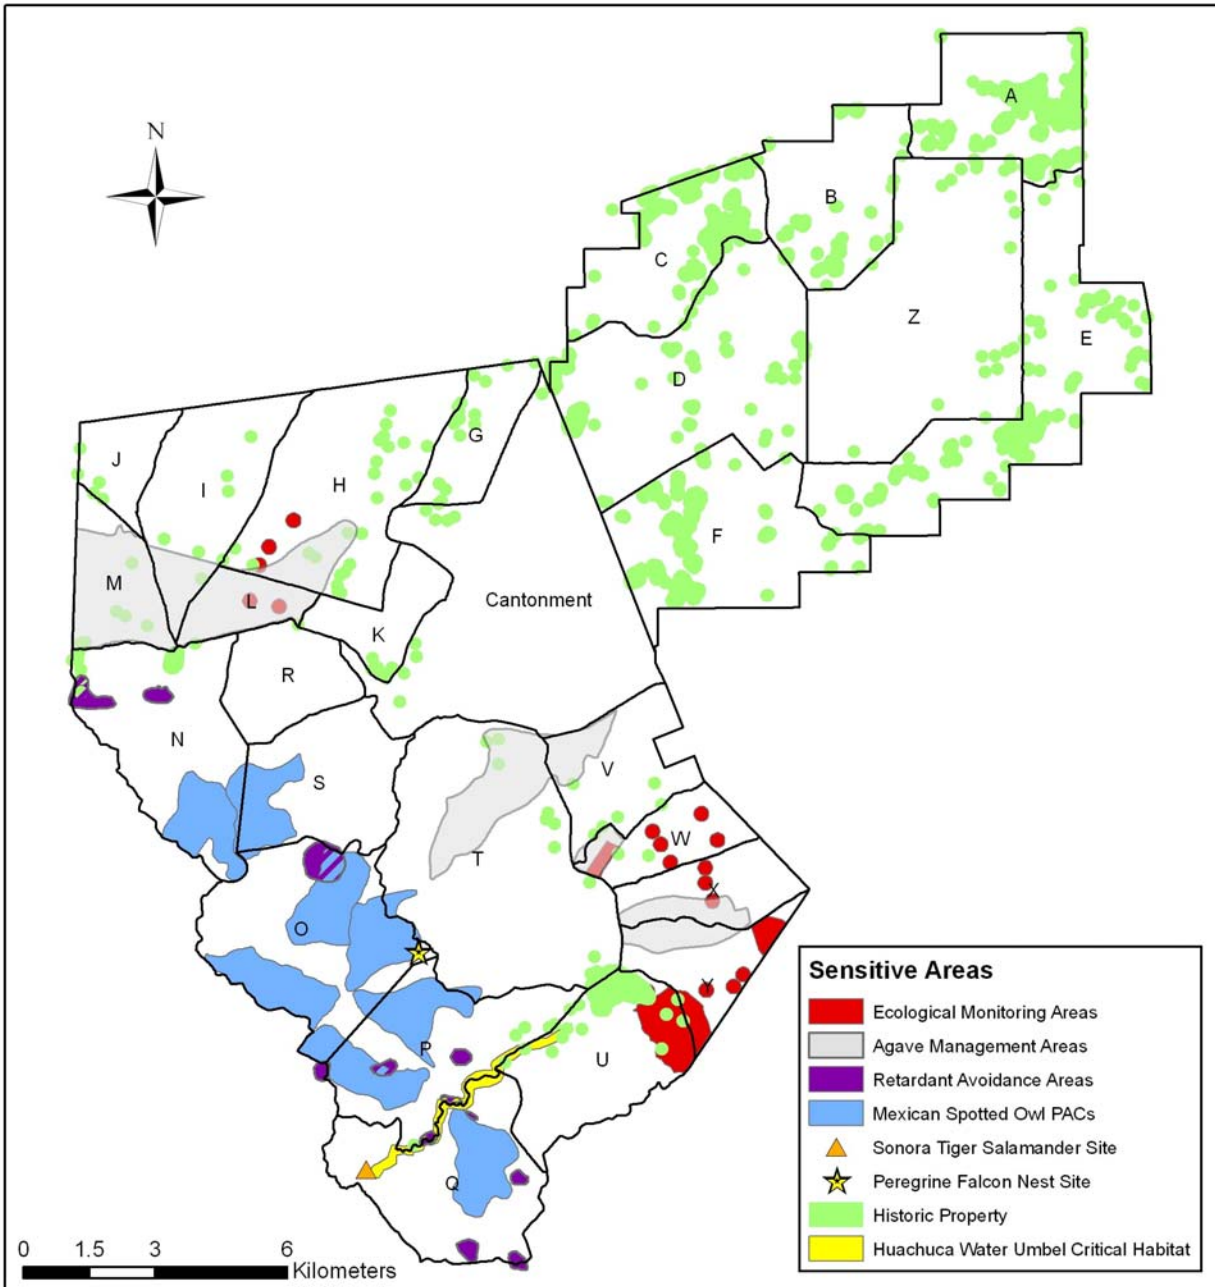 N
A
B
C
Z
E
D
G
J
I
H
F
M
L
Cantonment
K
R
N
S
V
W
T
X
O
Y
P
U
Q
Sensitive Areas
Ecological Monitoring Areas
Agave Management Areas
Retardant Avoidance Areas
Mexican Spotted Owl PACs
Sonora Tiger Salamander Site
Peregrine Falcon Nest Site
Historic Property
Huachuca Water Umbel Critical Habitat
0 1.5 3 6
Kilometers